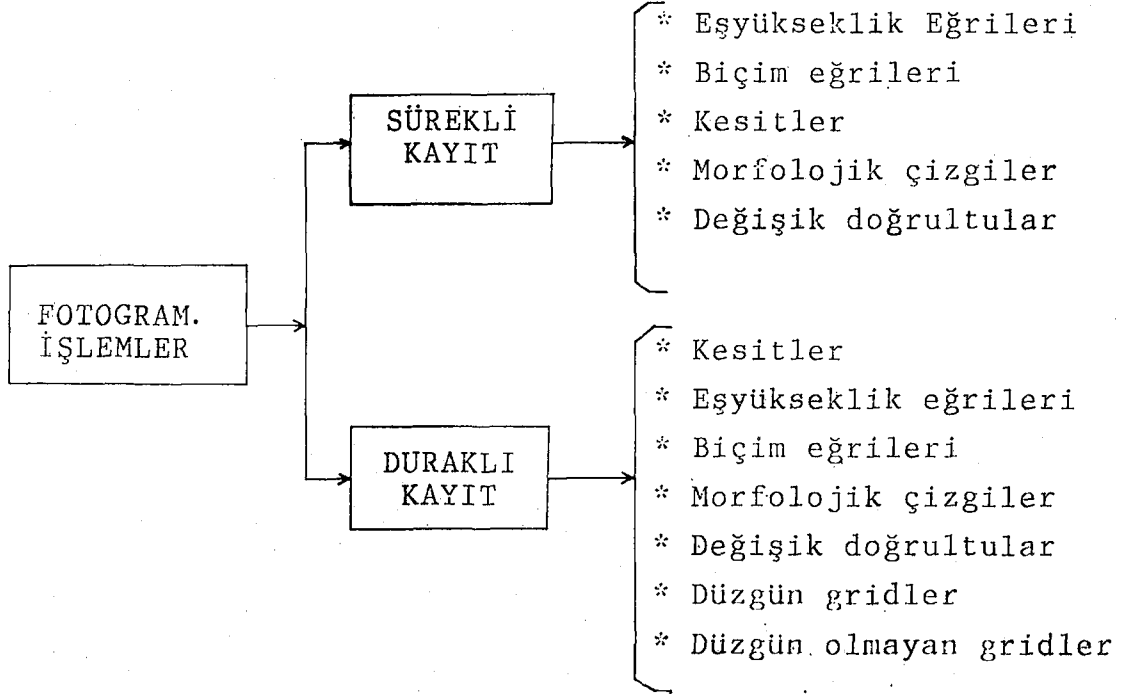 FOTOGRAM.
İŞLEMLER
SÜREKLİ
KAYIT
* Eşyükseklik Eğrileri
* Biçim eğrileri
* Kesitler
* Morfolojik çizgiler
* Değişik doğrultular
DURAKLI
KAYIT
* Kesitler
* Eşyükseklik eğrileri
* Biçim eğrileri
* Morfolojik çizgiler
* Değişik doğrultular
* Düzgün gridler
* Düzgün olmayan gridler